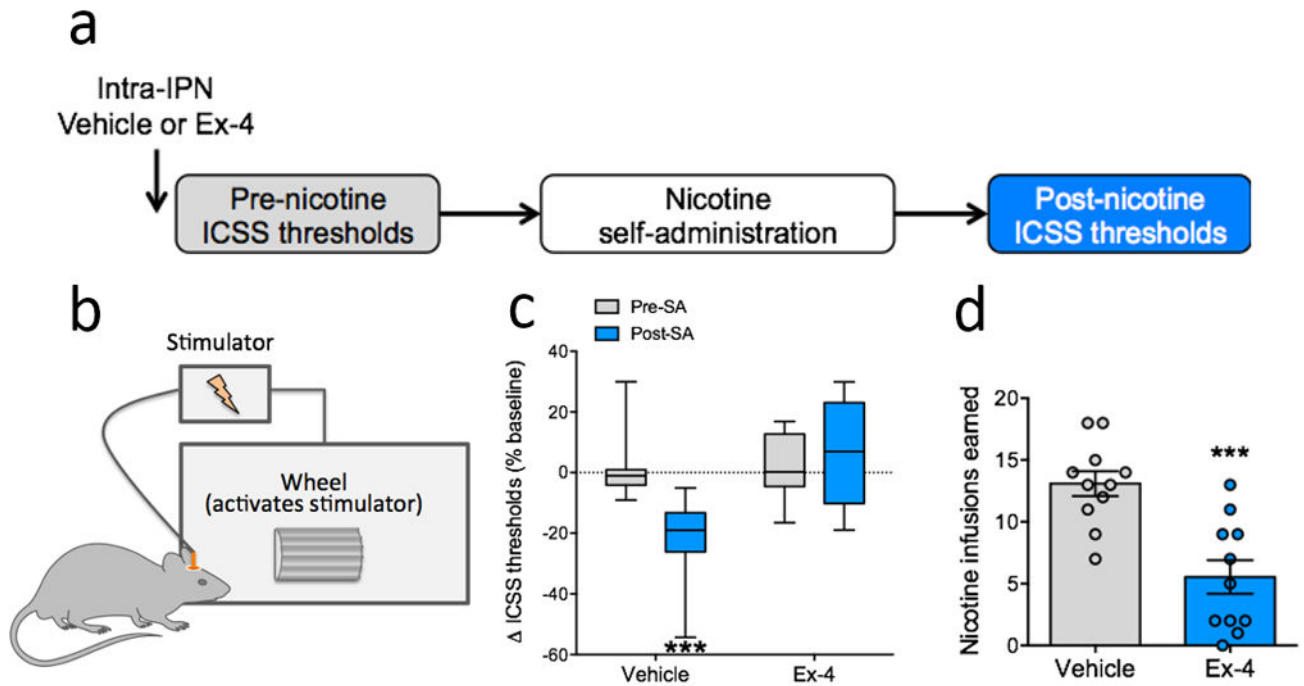 a
Intra-IPN
Vehicle or Ex-4
Pre-nicotine
ICSS thresholds
Nicotine
self-administration
Post-nicotine
ICSS thresholds
b
Stimulator
Wheel
(activates stimulator)
c
Pre-SA
Post-SA
Δ ICSS thresholds (% baseline)
40
20
0
-20
-40
-60
***
Vehicle
Ex-4
d
Nicotine infusions earned
20
15
10
5
0
***
Vehicle
Ex-4